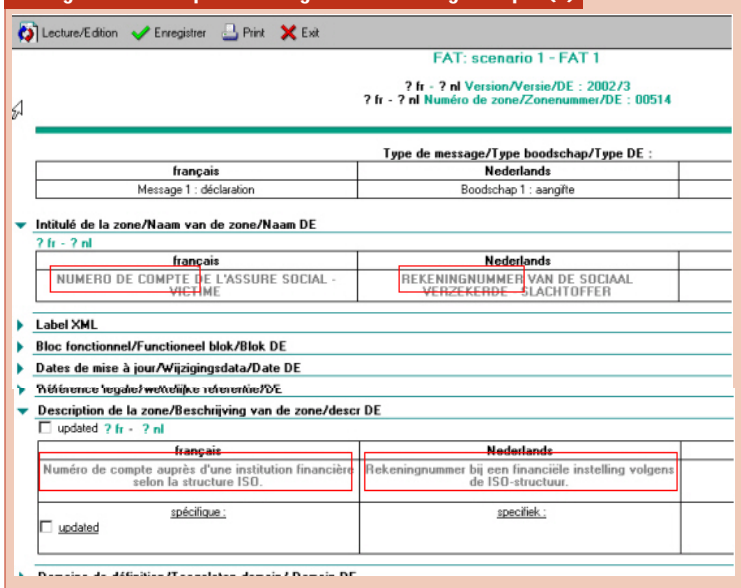 Lecture/Edition Enregistrer Print Exit
FAT: scenario 1 - FAT 1
? fr - ? nl Version/Versie/DE : 2002/3
? fr - ? nl Numéro de zone/Zonenummer/DE : 00514
Type de message/Type boodschap/Type DE :
français Nederlands
Message 1 : déclaration Boodschap 1 : aangifte
Intitulé de la zone/Naam van de zone/Naam DE
? fr - ? nl
français Nederlands
NUMERO DE COMPTE DE L'ASSURE SOCIAL - REKENINGNUMMER VAN DE SOCIAAL
VICTIME VERZEKERDE - SLACHTOFFER
Label XML
Bloc fonctionnel/Functioneel blok/Blok DE
Dates de mise à jour/Wijzigingsdata/Date DE
Référence légale/wettelijke referentie/DE
Description de la zone/Beschrijving van de zone/descr DE
updated ? fr - ? nl
français Nederlands
Numéro de compte auprès d'une institution financière Rekeningnummer bij een financiële instelling volgens
selon la structure ISO. de ISO-structuur.
spécifique : specifiek :
updated